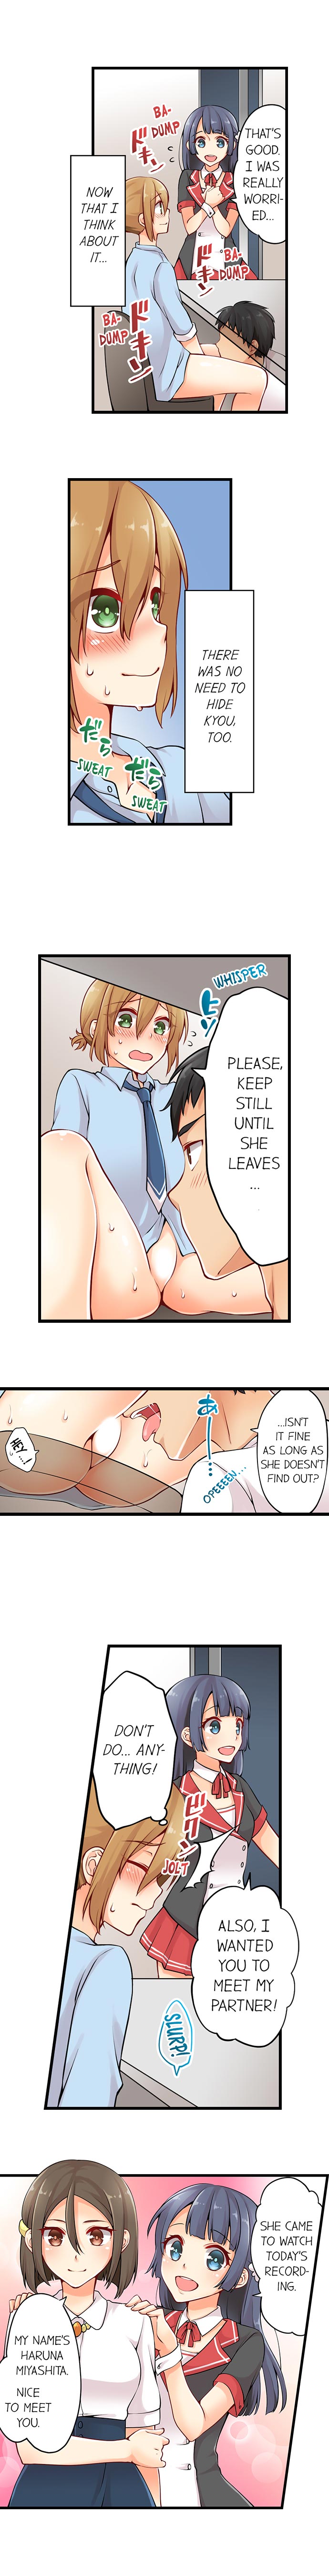 THAT'S
GOOD.
I WAS
REALLY
WORRI-
ED...
BA-
DUMP
ドキン
NOW
THAT I
THINK
ABOUT
IT...
BA-
DUMP
ドキン
BA-
DUMP
ドキン
THERE
WAS NO
NEED TO
HIDE
KYOU,
TOO.
だら
SWEAT
だら
SWEAT
WHISPER
PLEASE,
KEEP
STILL
UNTIL
SHE
LEAVES
...
...ISN'T
IT FINE
AS LONG AS
SHE DOESN'T
FIND OUT?
あ
OPEEEEN...
HEY...!
DON'T
DO... ANY-
THING!
ビクン
JOLT
ALSO, I
WANTED
YOU TO
MEET MY
PARTNER!
SLURP!
SHE CAME
TO WATCH
TODAY'S
RECORD-
ING.
MY NAME'S
HARUNA
MIYASHITA.
NICE
TO MEET
YOU.